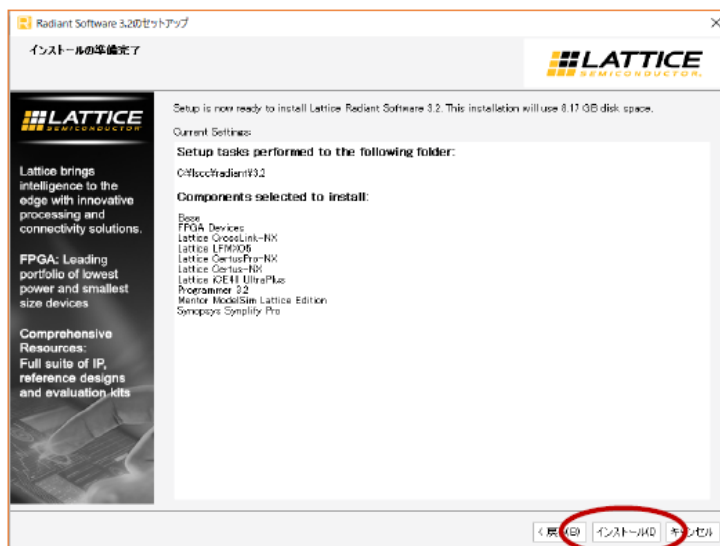 Radiant Software 3.2のセットアップ
インストールの準備完了
LATTICE
SEMICONDUCTOR.
LATTICE
SEMICONDUCTOR
Lattice brings
intelligence to the
edge with innovative
processing and
connectivity solutions.
FPGA: Leading
portfolio of lowest
power and smallest
size devices
Comprehensive
Resources:
Full suite of IP,
reference designs
and evaluation kits
Setup is now ready to install Lattice Radiant Software 3.2. This installation will use 8.17 GB disk space.
Current Settings:
Setup tasks performed to the following folder:
C:¥lscc¥radiant¥3.2
Components selected to install:
Base
FPGA Devices
Lattice CrossLink-NX
Lattice LFMXO5
Lattice CertusPro-NX
Lattice Certus-NX
Lattice iCE40 UltraPlus
Programmer 3.2
Mentor ModelSim Lattice Edition
Synopsys Synplify Pro
< 戻る(B) インストール(I) キャンセル